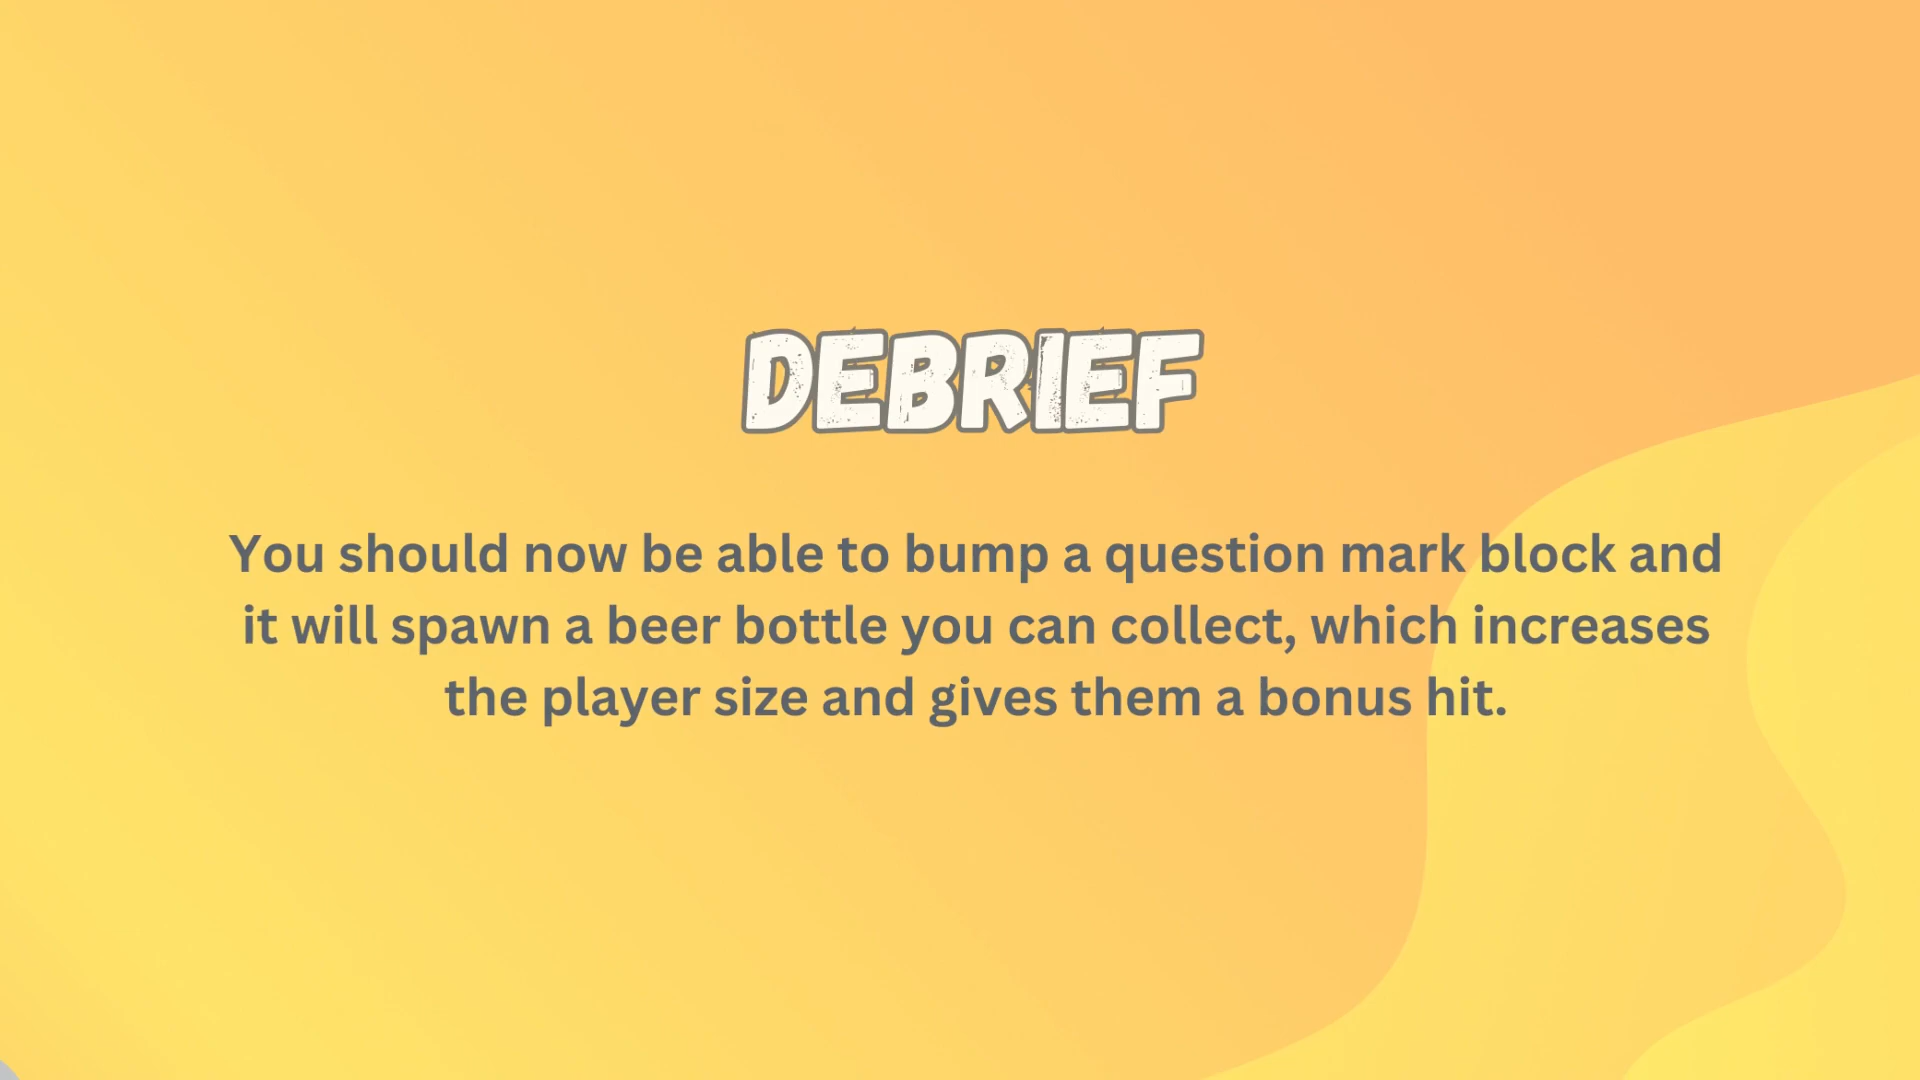 DEBRIEF
You should now be able to bump a question mark block and
it will spawn a beer bottle you can collect, which increases
the player size and gives them a bonus hit.